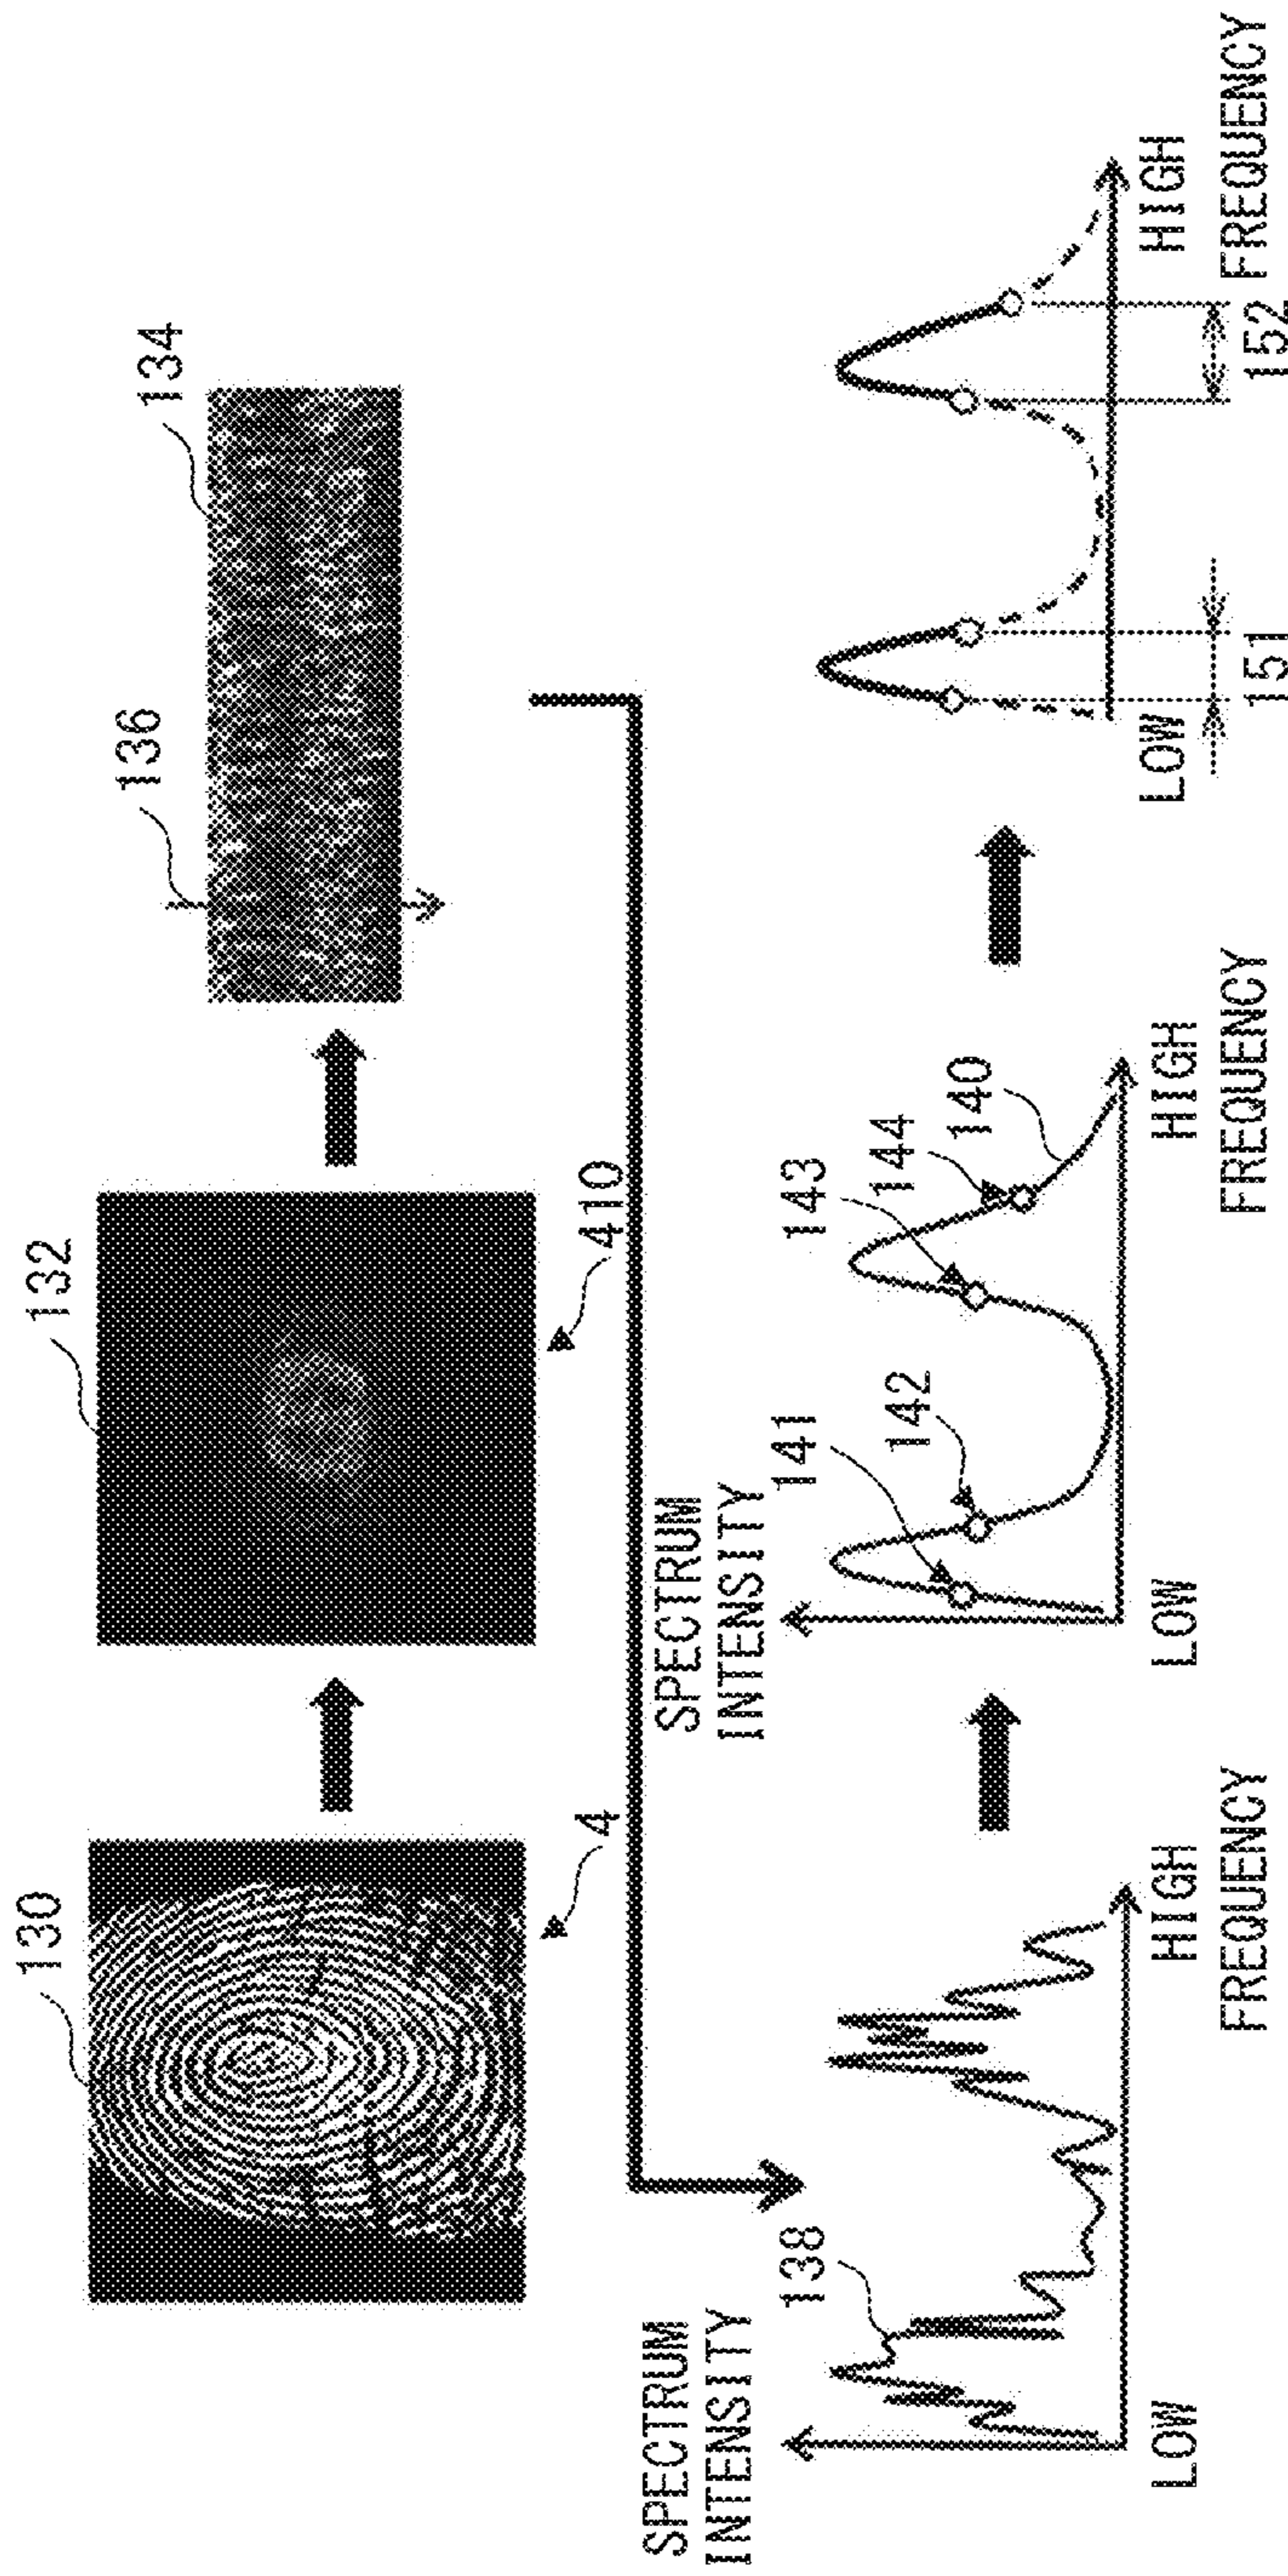 130
132
136
134
4
410
SPECTRUM
INTENSITY
138
LOW
HIGH
FREQUENCY
SPECTRUM
INTENSITY
141
142
143
144
140
LOW
HIGH
FREQUENCY
LOW
HIGH
FREQUENCY
151
152